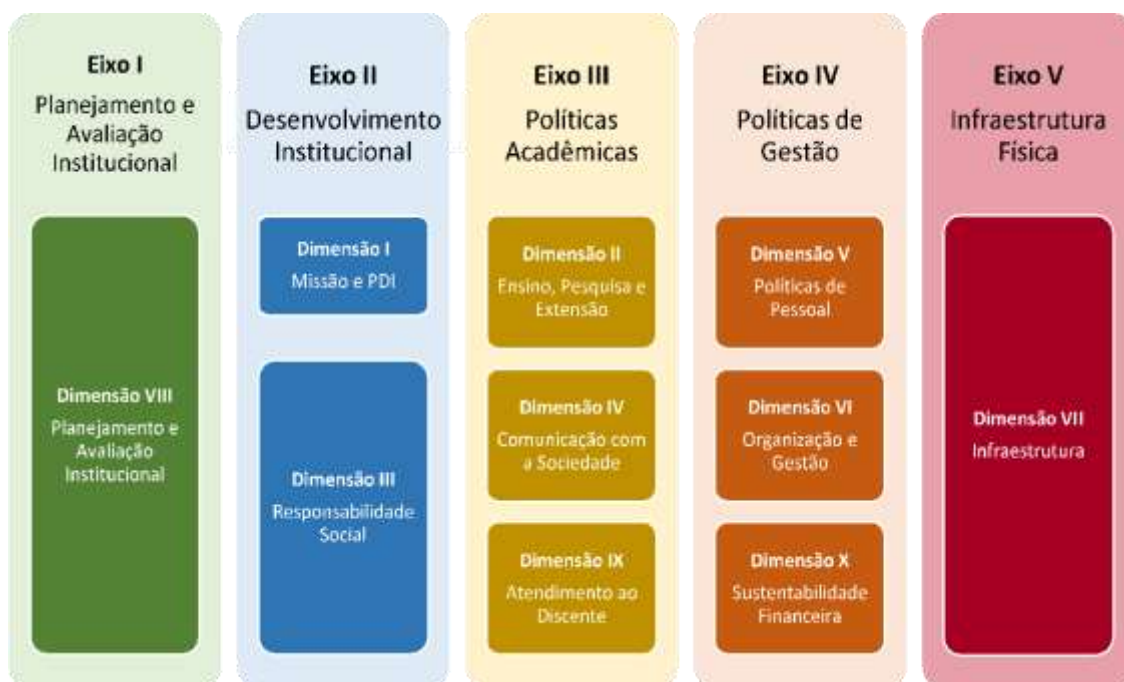 Eixo I
Planejamento e
Avaliação
Institucional
Dimensão VIII
Planejamento e
Avaliação
Institucional
Eixo II
Desenvolvimento
Institucional
Dimensão I
Missão e PDI
Dimensão III
Responsabilidade
Social
Eixo III
Políticas
Acadêmicas
Dimensão II
Ensino, Pesquisa e
Extensão
Dimensão IV
Comunicação com
a Sociedade
Dimensão IX
Atendimento ao
Discente
Eixo IV
Políticas de
Gestão
Dimensão V
Políticas de
Pessoal
Dimensão VI
Organização e
Gestão
Dimensão X
Sustentabilidade
Financeira
Eixo V
Infraestrutura
Física
Dimensão VII
Infraestrutura